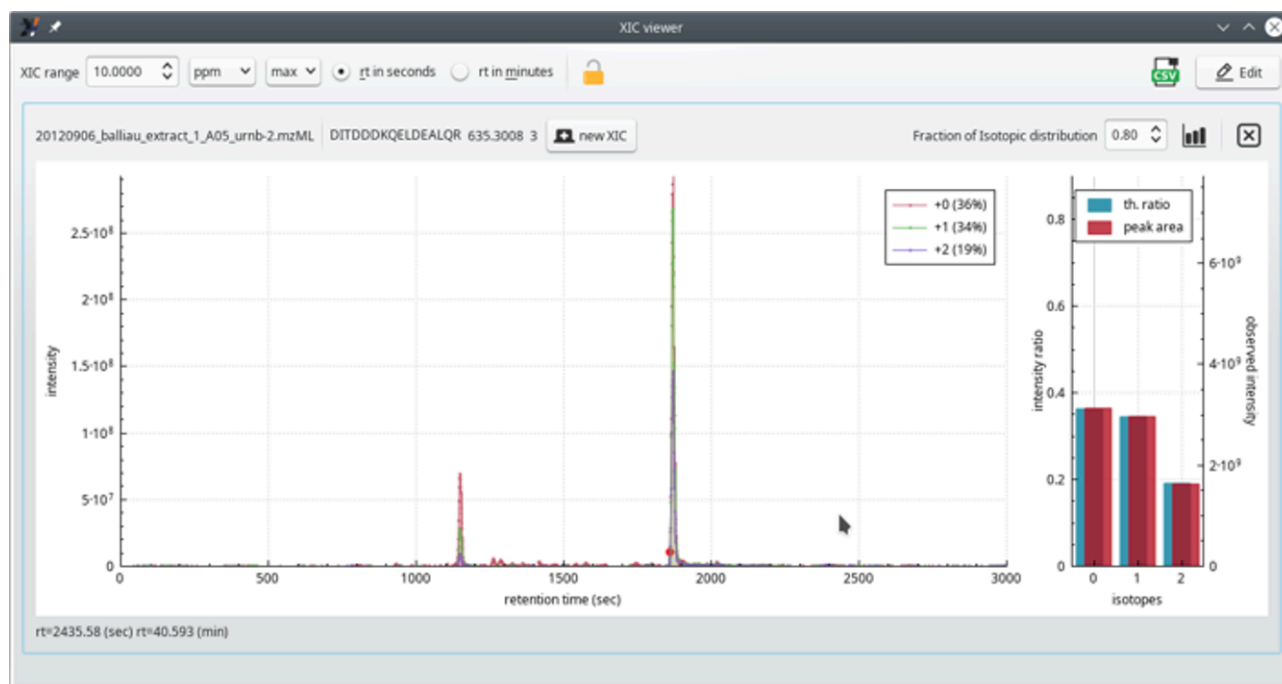 XIC viewer
XIC range 10.0000 ppm max rt in seconds rt in minutes CSV Edit
20120906_balliau_extract_1_A05_urnb-2.mzML DITDDDKQELDEALQR 635.3008 3 new XIC Fraction of Isotopic distribution 0.80
+0 (36%)
+1 (34%)
+2 (19%)
2.5·10⁸
2·10⁸
1.5·10⁸
1·10⁸
5·10⁷
0
intensity
0 500 1000 1500 2000 2500 3000
retention time (sec)
th. ratio
peak area
0.8
0.6
0.4
0.2
0
intensity ratio
6·10⁹
4·10⁹
2·10⁹
0
observed intensity
0 1 2
isotopes
rt=2435.58 (sec) rt=40.593 (min)